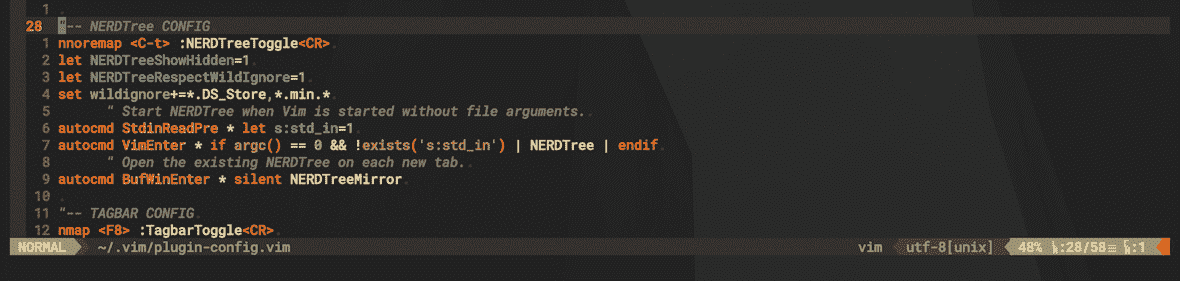 1
28 "-- NERDTree CONFIG
1 nnoremap <C-t> :NERDTreeToggle<CR>
2 let NERDTreeShowHidden=1
3 let NERDTreeRespectWildIgnore=1
4 set wildignore+=*.DS_Store,*.min.*
5 " Start NERDTree when Vim is started without file arguments.
6 autocmd StdinReadPre * let s:std_in=1
7 autocmd VimEnter * if argc() == 0 && !exists('s:std_in') | NERDTree | endif
8 " Open the existing NERDTree on each new tab.
9 autocmd BufWinEnter * silent NERDTreeMirror
10
11 "-- TAGBAR CONFIG
12 nmap <F8> :TagbarToggle<CR>
NORMAL ~/.vim/plugin-config.vim vim utf-8[unix] 48% :28/58≡ :1